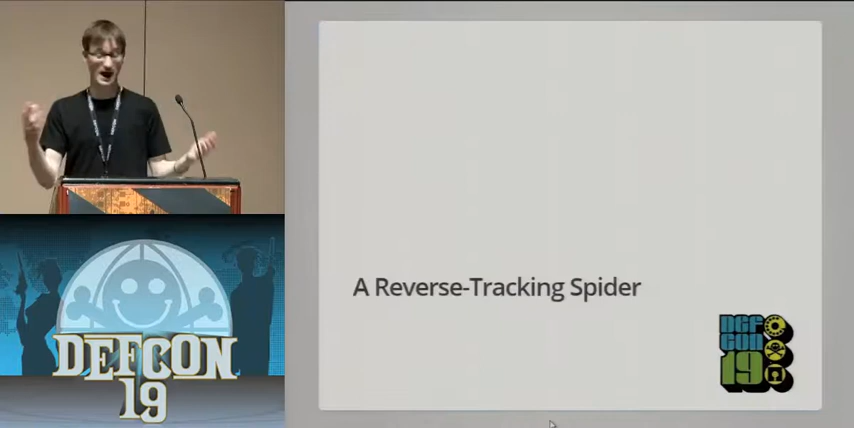 A Reverse-Tracking Spider
DEF
CON
19
DEFCON
19